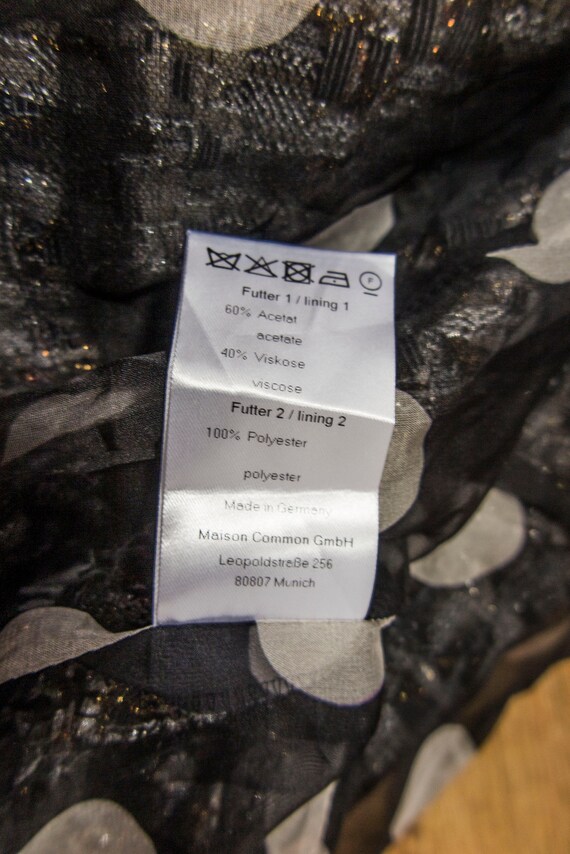 P
Futter 1 / lining 1
60% Acetat
acetate
40% Viskose
viscose
Futter 2 / lining 2
100% Polyester
polyester
Made in Germany
Maison Common GmbH
Leopoldstraße 256
80807 Munich